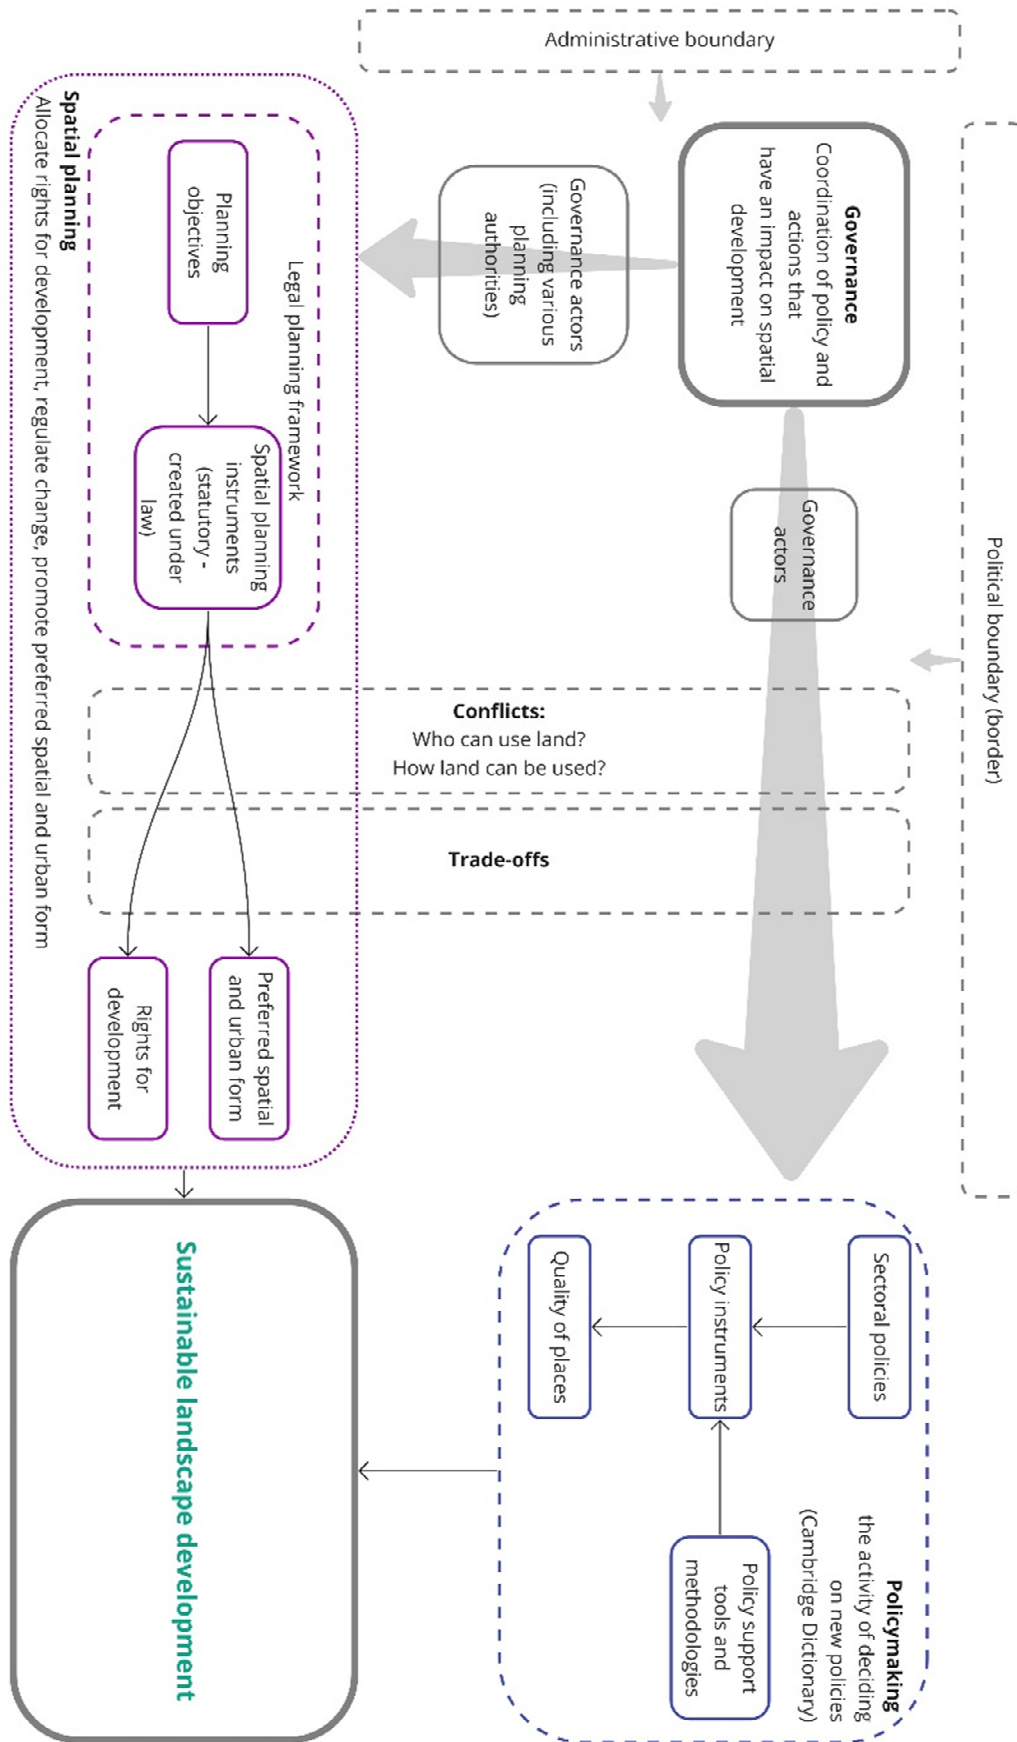 Administrative boundary
Political boundary (border)
Governance
Coordination of policy and
actions that
have an impact on spatial
development
Governance actors
(including various
planning
authorities)
Governance
actors
Spatial planning
Allocate rights for development, regulate change, promote preferred spatial and urban form
Legal planning framework
Planning
objectives
Spatial planning
instruments
(statutory -
created under
law)
Conflicts:
Who can use land?
How land can be used?
Trade-offs
Preferred spatial
and urban form
Rights for
development
Policymaking
the activity of deciding
on new policies
(Cambridge Dictionary)
Sectoral policies
Policy instruments
Quality of places
Policy support
tools and
methodologies
Sustainable landscape development